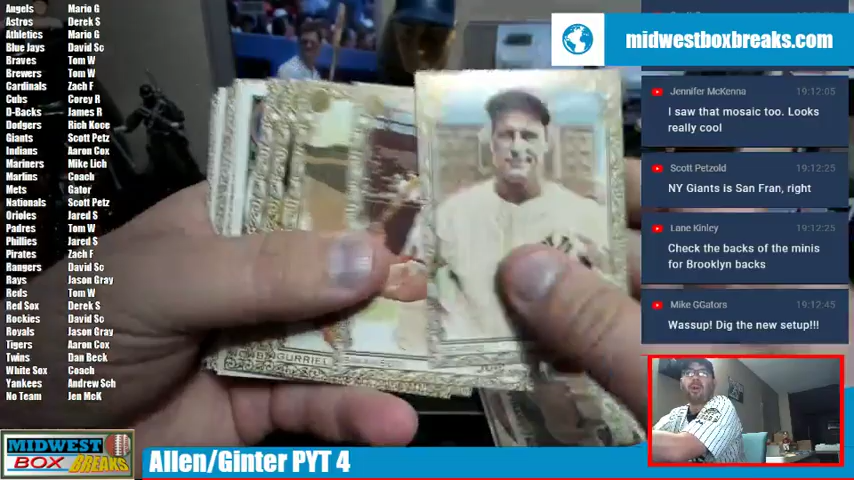 Angels Mario G
Astros Derek S
Athletics Mario G
Blue Jays David Sc
Braves Tom W
Brewers Tom W
Cardinals Zach F
Cubs Corey R
D-Backs James R
Dodgers Rich Koce
Giants Scott Petz
Indians Aaron Cox
Mariners Mike Lich
Marlins Coach
Mets Gator
Nationals Scott Petz
Orioles Jared S
Padres Tom W
Phillies Jared S
Pirates Zach F
Rangers David Sc
Rays Jason Gray
Reds Tom W
Red Sox Derek S
Rockies David Sc
Royals Jason Gray
Tigers Aaron Cox
Twins Dan Beck
White Sox Coach
Yankees Andrew Sch
No Team Jen McK
GURRIEL
midwestboxbreaks.com
Jennifer McKenna 19:12:05
I saw that mosaic too. Looks
really cool
Scott Petzold 19:12:25
NY Giants is San Fran, right
Lane Kinley 19:12:25
Check the backs of the minis
for Brooklyn backs
Mike GGators 19:12:45
Wassup! Dig the new setup!!!
MIDWEST
BOX BREAKS
Allen/Ginter PYT 4